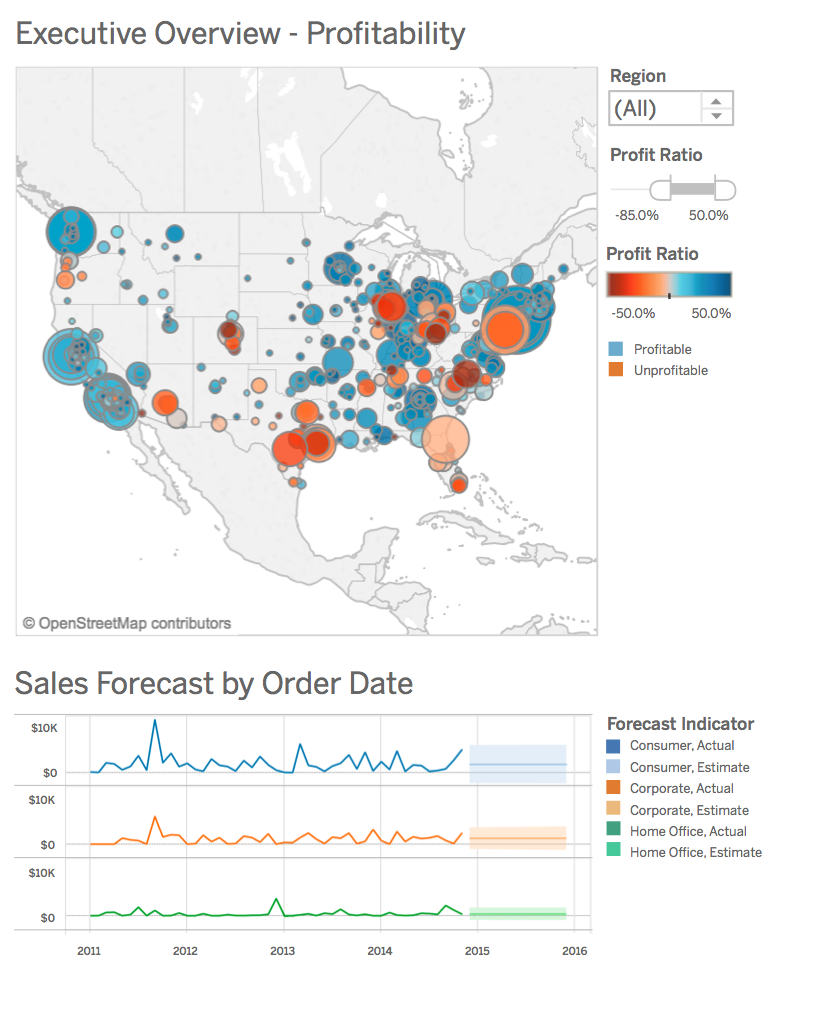 Executive Overview - Profitability
Region
(All)
Profit Ratio
-85.0% 50.0%
Profit Ratio
-50.0% 50.0%
Profitable
Unprofitable
© OpenStreetMap contributors
Sales Forecast by Order Date
$10K
$0
$10K
$0
$10K
$0
2011 2012 2013 2014 2015 2016
Forecast Indicator
Consumer, Actual
Consumer, Estimate
Corporate, Actual
Corporate, Estimate
Home Office, Actual
Home Office, Estimate